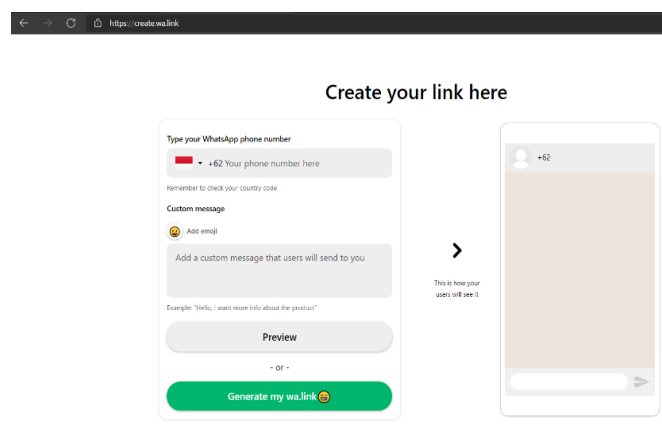 https://create.wa.link
Create your link here
Type your WhatsApp phone number
+62 Your phone number here
Remember to check your country code
Custom message
Add emoji
Add a custom message that users will send to you
Example: "Hello, I want more info about the product"
Preview
- or -
Generate my wa.link
This is how your
users will see it
+62